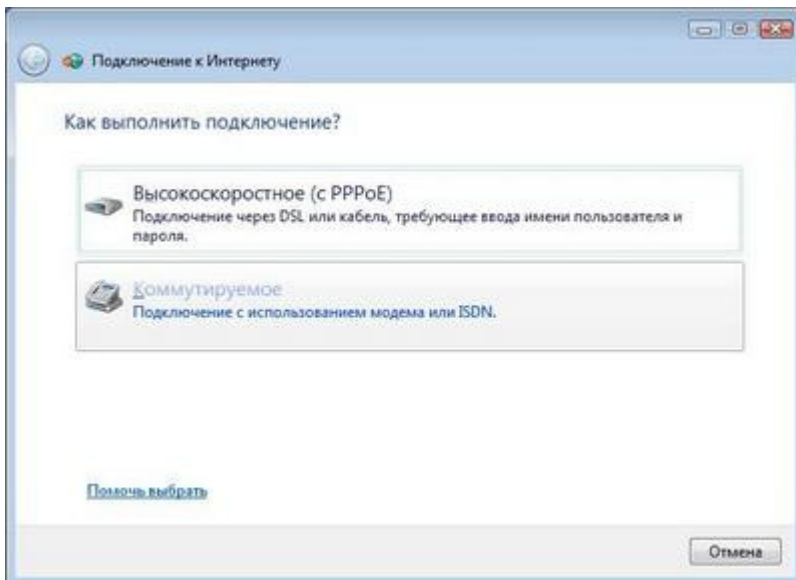 Подключение к Интернету
Как выполнить подключение?
Высокоскоростное (с PPPoE)
Подключение через DSL или кабель, требующее ввода имени пользователя и
пароля.
Коммутируемое
Подключение с использованием модема или ISDN.
Помочь выбрать
Отмена